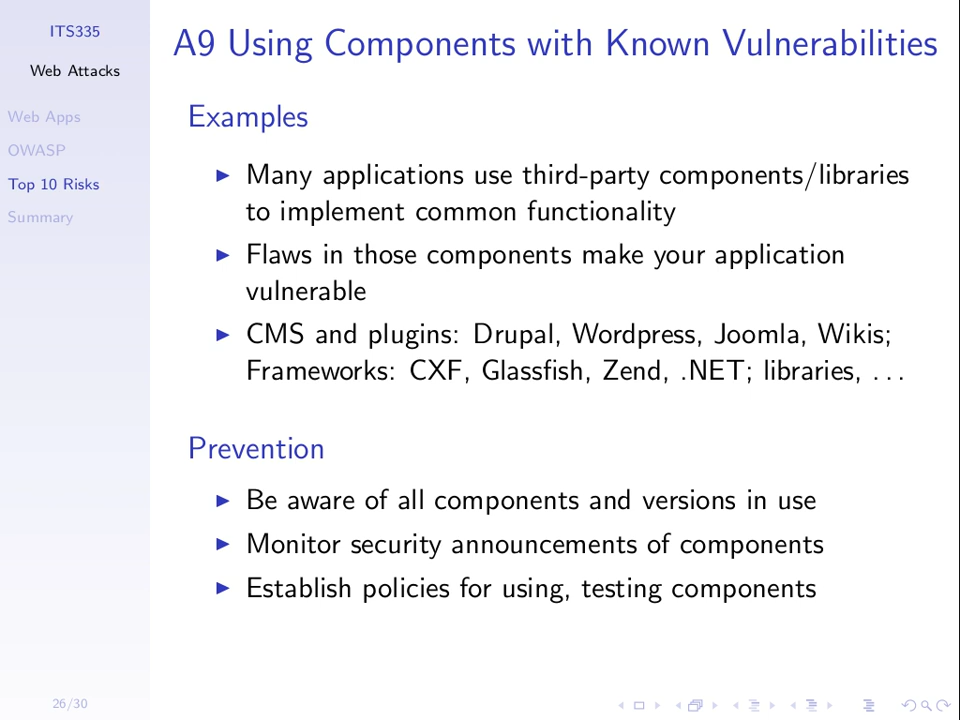 ITS335
Web Attacks
Web Apps
OWASP
Top 10 Risks
Summary
26/30
A9 Using Components with Known Vulnerabilities
Examples
▶ Many applications use third-party components/libraries
to implement common functionality
▶ Flaws in those components make your application
vulnerable
▶ CMS and plugins: Drupal, Wordpress, Joomla, Wikis;
Frameworks: CXF, Glassfish, Zend, .NET; libraries, . . .
Prevention
▶ Be aware of all components and versions in use
▶ Monitor security announcements of components
▶ Establish policies for using, testing components